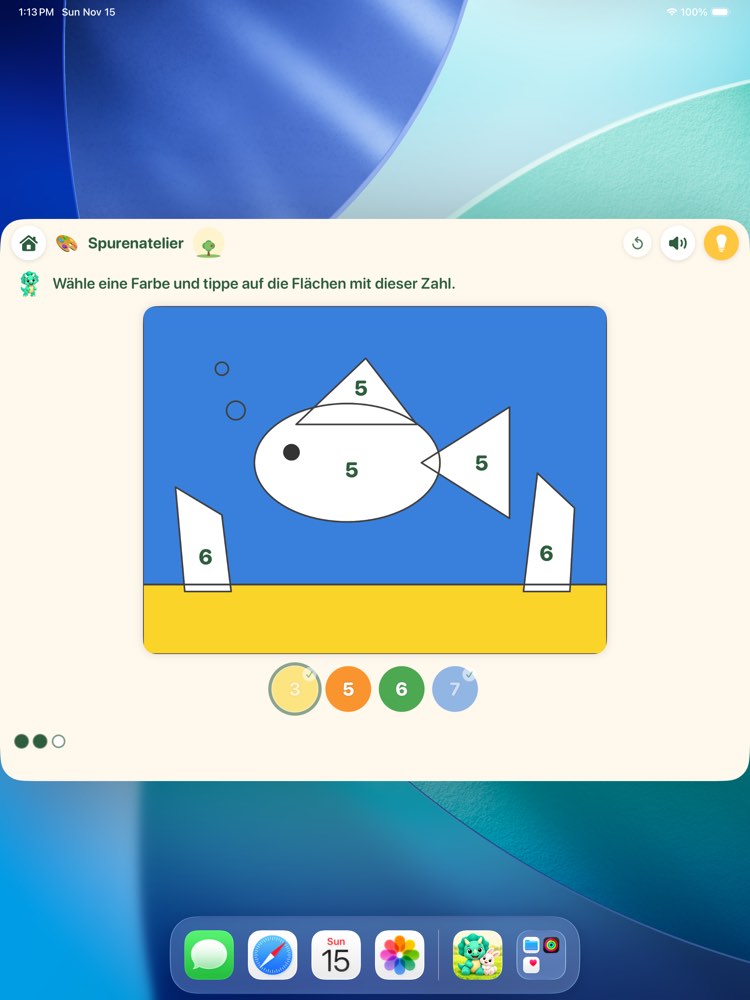 1:13 PM Sun Nov 15
100%
Spurenatelier
Wähle eine Farbe und tippe auf die Flächen mit dieser Zahl.
5
5
5
6
6
3
5
6
7
Sun
15